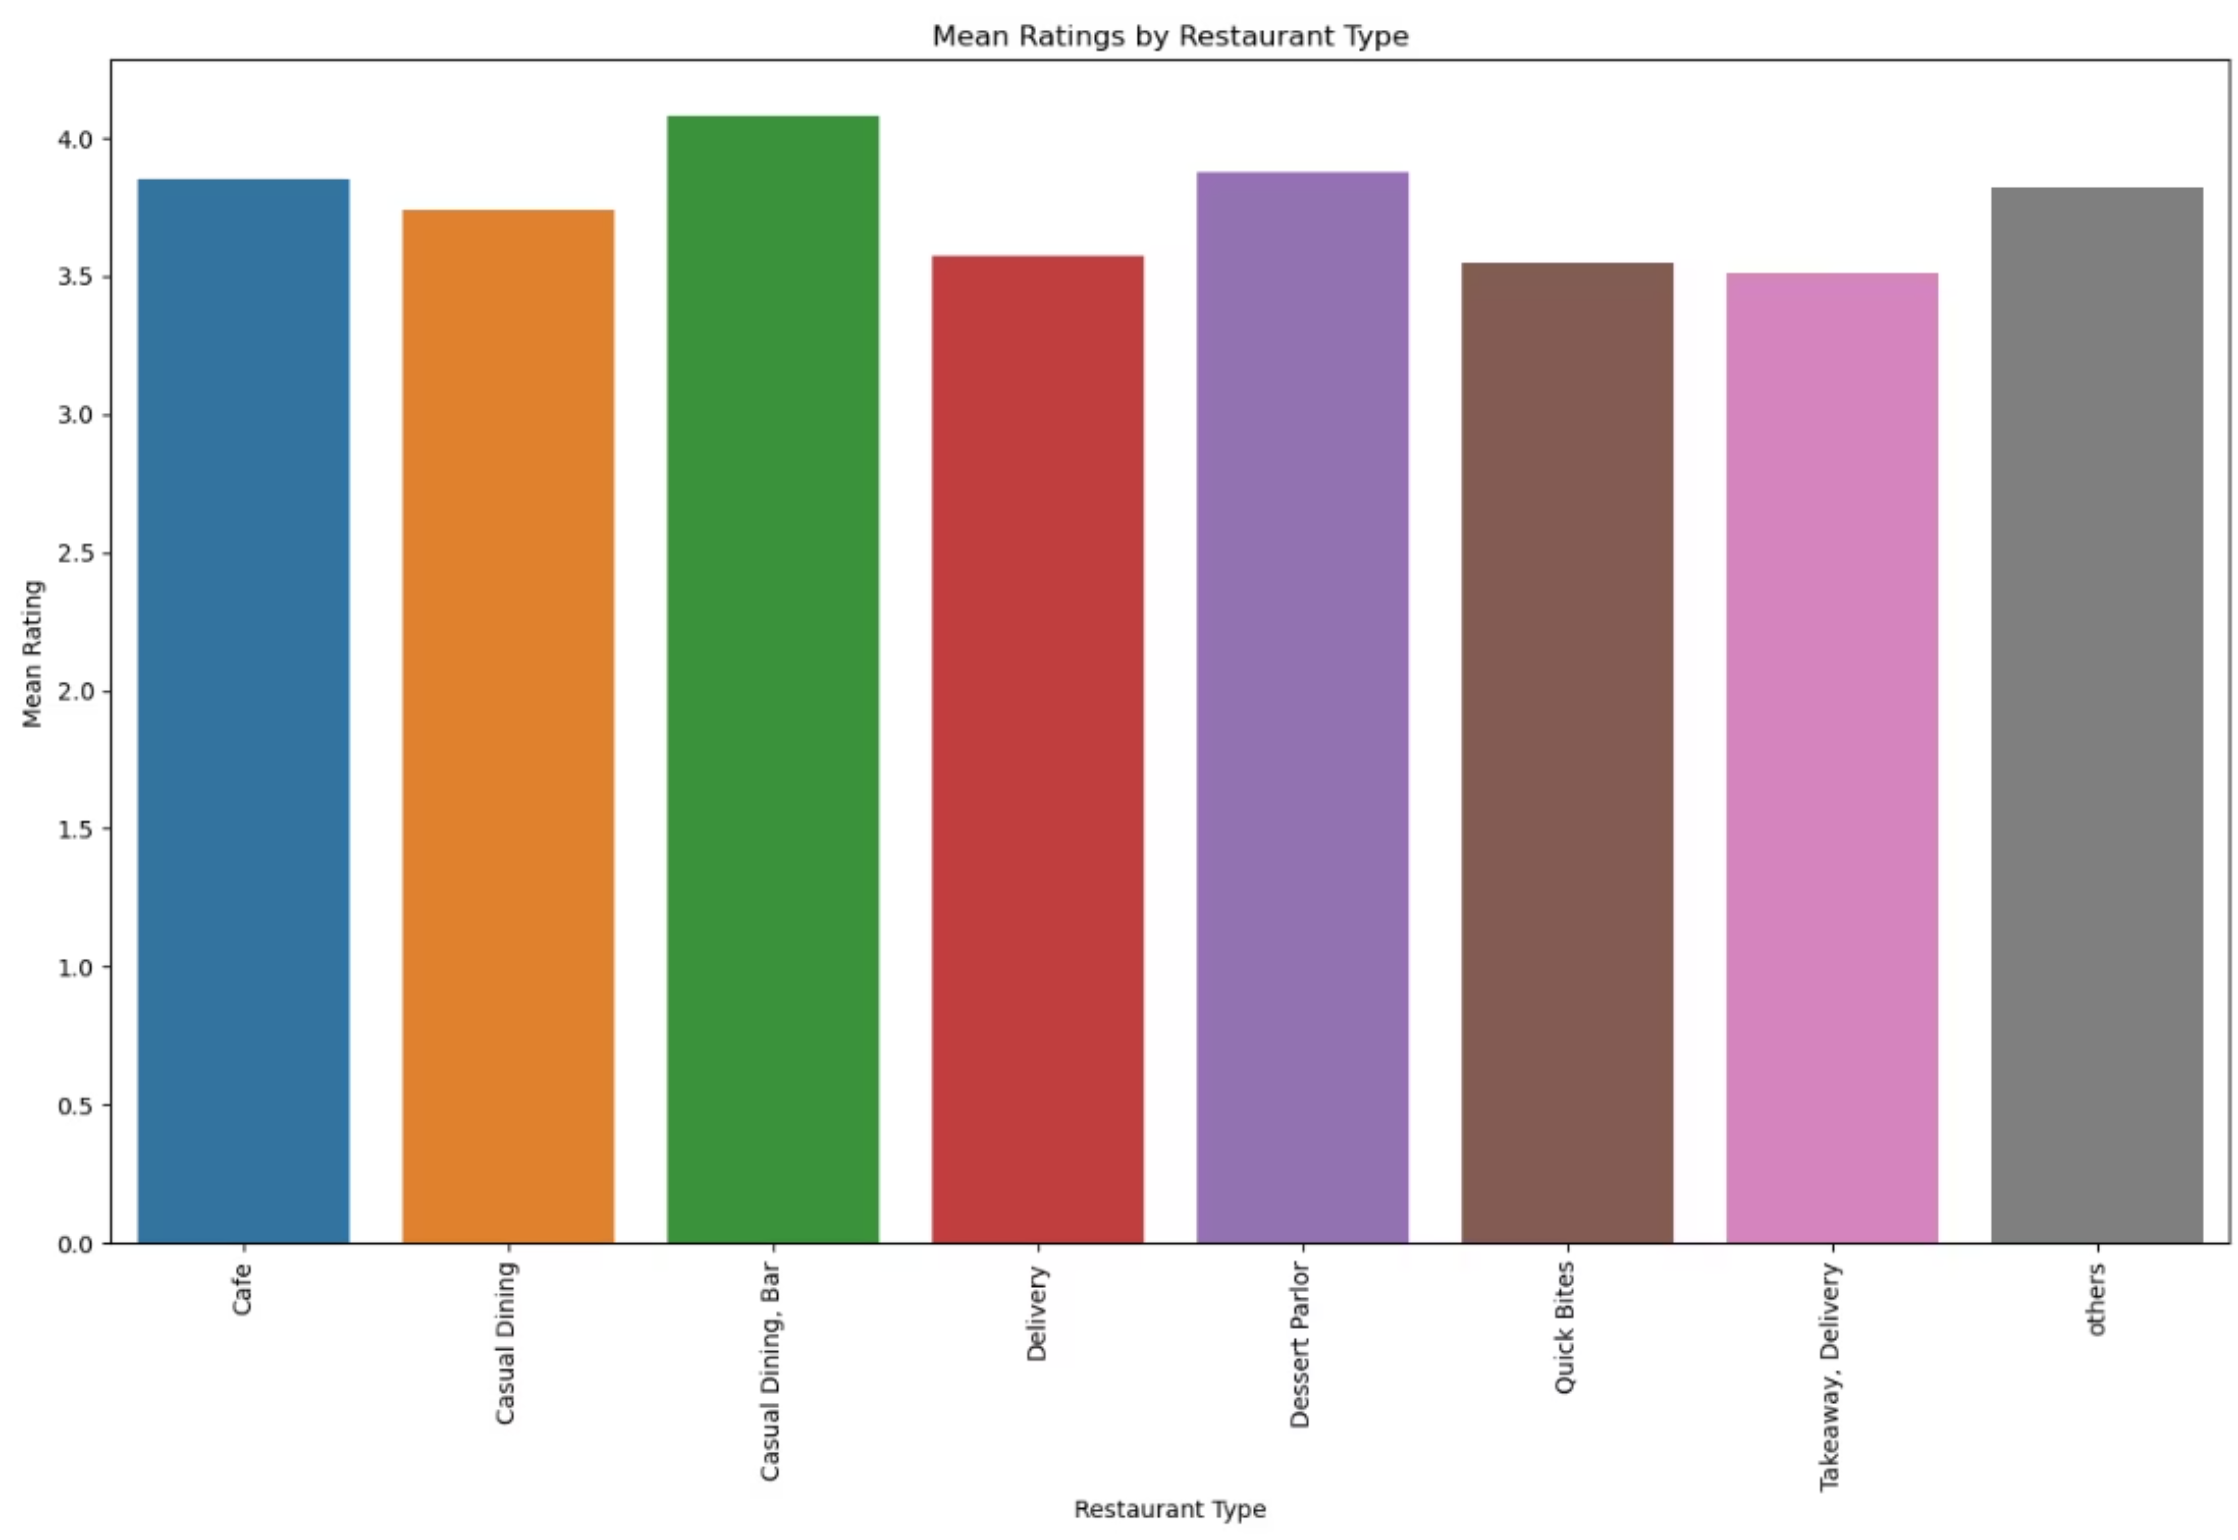 Mean Ratings by Restaurant Type
4.0
3.5
3.0
2.5
2.0
1.5
1.0
0.5
0.0
Mean Rating
Cafe
Casual Dining
Casual Dining, Bar
Delivery
Dessert Parlor
Quick Bites
Takeaway, Delivery
others
Restaurant Type